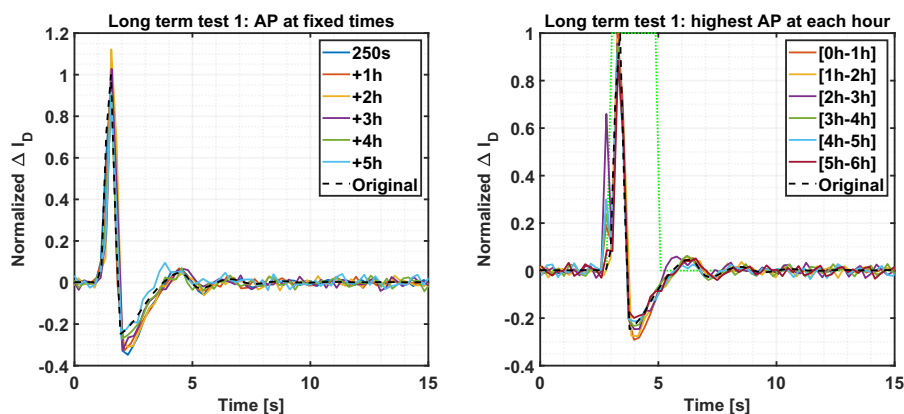 Long term test 1: AP at fixed times
Normalized Δ I_D
1.2
1
0.8
0.6
0.4
0.2
0
-0.2
-0.4
0
5
10
15
Time [s]
250s
+1h
+2h
+3h
+4h
+5h
Original
Long term test 1: highest AP at each hour
Normalized Δ I_D
1
0.8
0.6
0.4
0.2
0
-0.2
-0.4
0
5
10
15
Time [s]
[0h-1h]
[1h-2h]
[2h-3h]
[3h-4h]
[4h-5h]
[5h-6h]
Original